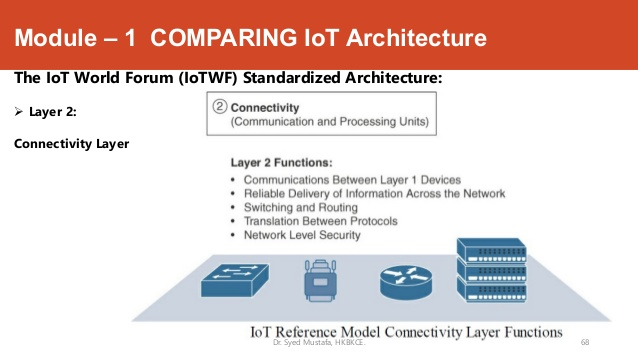 Module – 1 COMPARING IoT Architecture
The IoT World Forum (IoTWF) Standardized Architecture:
➢ Layer 2:
Connectivity Layer
② Connectivity
(Communication and Processing Units)
Layer 2 Functions:
• Communications Between Layer 1 Devices
• Reliable Delivery of Information Across the Network
• Switching and Routing
• Translation Between Protocols
• Network Level Security
IoT Reference Model Connectivity Layer Functions
Dr. Syed Mustafa, HKBKCE.
68